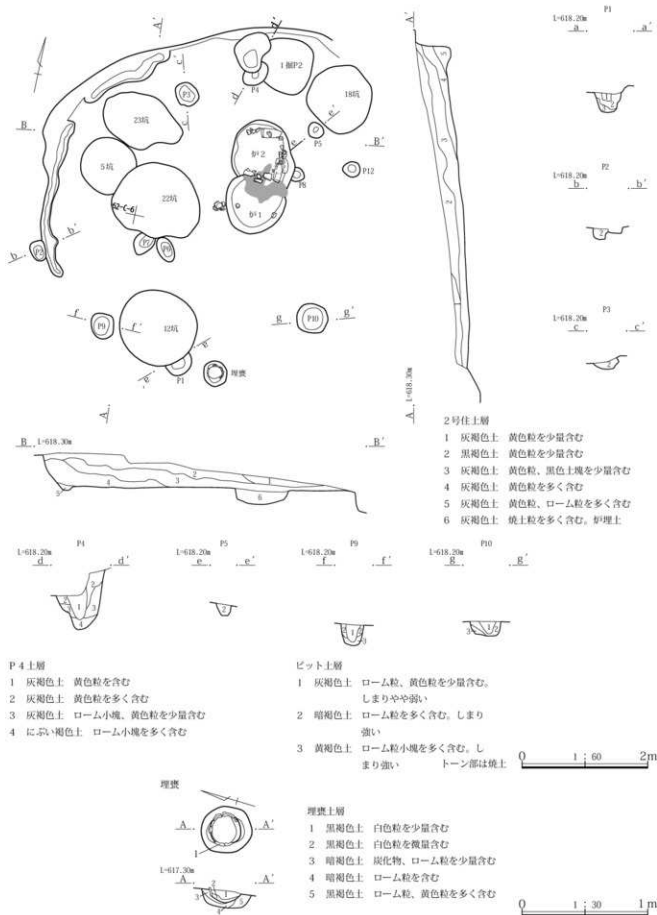 A'
A'
L=618.20m
P1
a
a'
d'
c'
1掘P2
P4
d
18坑
P3
23坑
c
e'
B
B'
P5
炉2
e
5坑
P8
P12
22坑
炉1
52-C-6
b'
P2
b
P7
P6
P2
L=618.20m
b
b'
f
P9
f'
12坑
g
P10
g'
e'
P1
e
埋甕
A
P3
L=618.20m
c
c'
A
L=618.30m
B
L=618.30m
B'
2号住土層
1 灰褐色土 黄色粒を少量含む
2 黒褐色土 黄色粒を少量含む
3 灰褐色土 黄色粒、黒色土塊を少量含む
4 灰褐色土 黄色粒を多く含む
5 灰褐色土 黄色粒、ローム粒を多く含む
6 灰褐色土 焼土粒を多く含む。炉埋土
P4
L=618.20m
d
d'
P5
L=618.20m
e
e'
P9
L=618.20m
f
f'
P10
L=618.20m
g
g'
P4土層
1 灰褐色土 黄色粒を含む
2 灰褐色土 黄色粒を多く含む
3 灰褐色土 ローム小塊、黄色粒を少量含む
4 にぶい褐色土 ローム小塊を多く含む
ピット土層
1 灰褐色土 ローム粒、黄色粒を少量含む。
しまりやや弱い
2 暗褐色土 ローム粒を多く含む。しまり
強い
3 黄褐色土 ローム粒小塊を多く含む。し
まり強い
トーン部は焼土
0 1:60 2m
埋甕
A
A'
1
L=617.30m
A
A'
埋甕土層
1 黒褐色土 白色粒を少量含む
2 黒褐色土 白色粒を微量含む
3 暗褐色土 炭化物、ローム粒を少量含む
4 暗褐色土 ローム粒を含む
5 黒褐色土 ローム粒、黄色粒を多く含む
0 1:30 1m